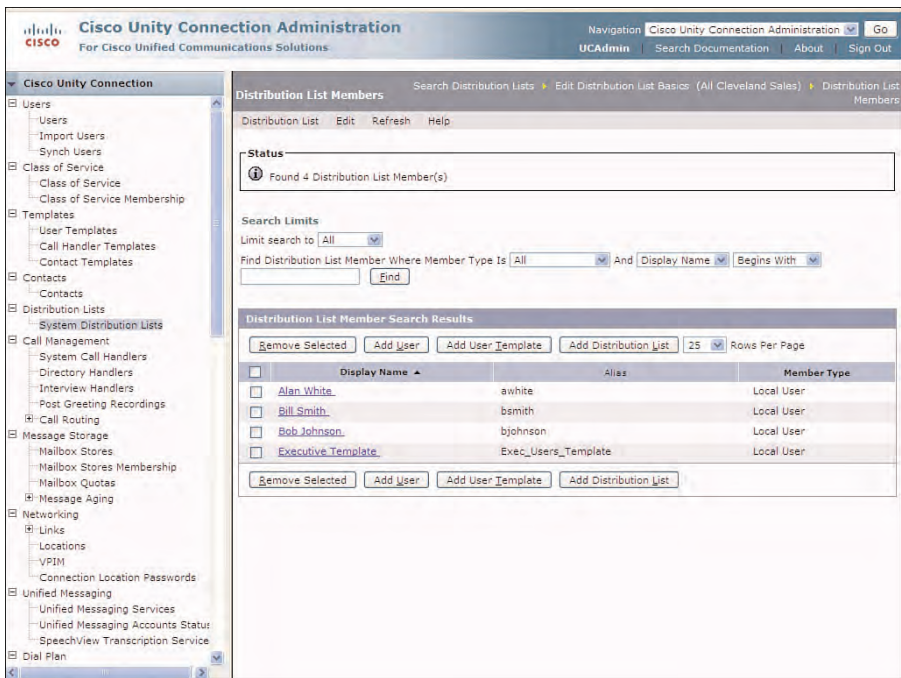 Cisco Unity Connection Administration
CISCO For Cisco Unified Communications Solutions
Navigation Cisco Unity Connection Administration Go
UCAdmin | Search Documentation | About | Sign Out
Cisco Unity Connection
Users
Users
Import Users
Synch Users
Class of Service
Class of Service
Class of Service Membership
Templates
User Templates
Call Handler Templates
Contact Templates
Contacts
Contacts
Distribution Lists
System Distribution Lists
Call Management
System Call Handlers
Directory Handlers
Interview Handlers
Post Greeting Recordings
Call Routing
Message Storage
Mailbox Stores
Mailbox Stores Membership
Mailbox Quotas
Message Aging
Networking
Links
Locations
VPIM
Connection Location Passwords
Unified Messaging
Unified Messaging Services
Unified Messaging Accounts Status
SpeechView Transcription Service
Dial Plan
Distribution List Members
Search Distribution Lists
Edit Distribution List Basics (All Cleveland Sales)
Distribution List
Members
Distribution List Edit Refresh Help
Status
Found 4 Distribution List Member(s)
Search Limits
Limit search to All
Find Distribution List Member Where Member Type Is All And Display Name Begins With
Find
Distribution List Member Search Results
Remove Selected Add User Add User Template Add Distribution List 25 Rows Per Page
Display Name Alias Member Type
Alan White awhite Local User
Bill Smith bsmith Local User
Bob Johnson bjohnson Local User
Executive Template Exec_Users_Template Local User
Remove Selected Add User Add User Template Add Distribution List